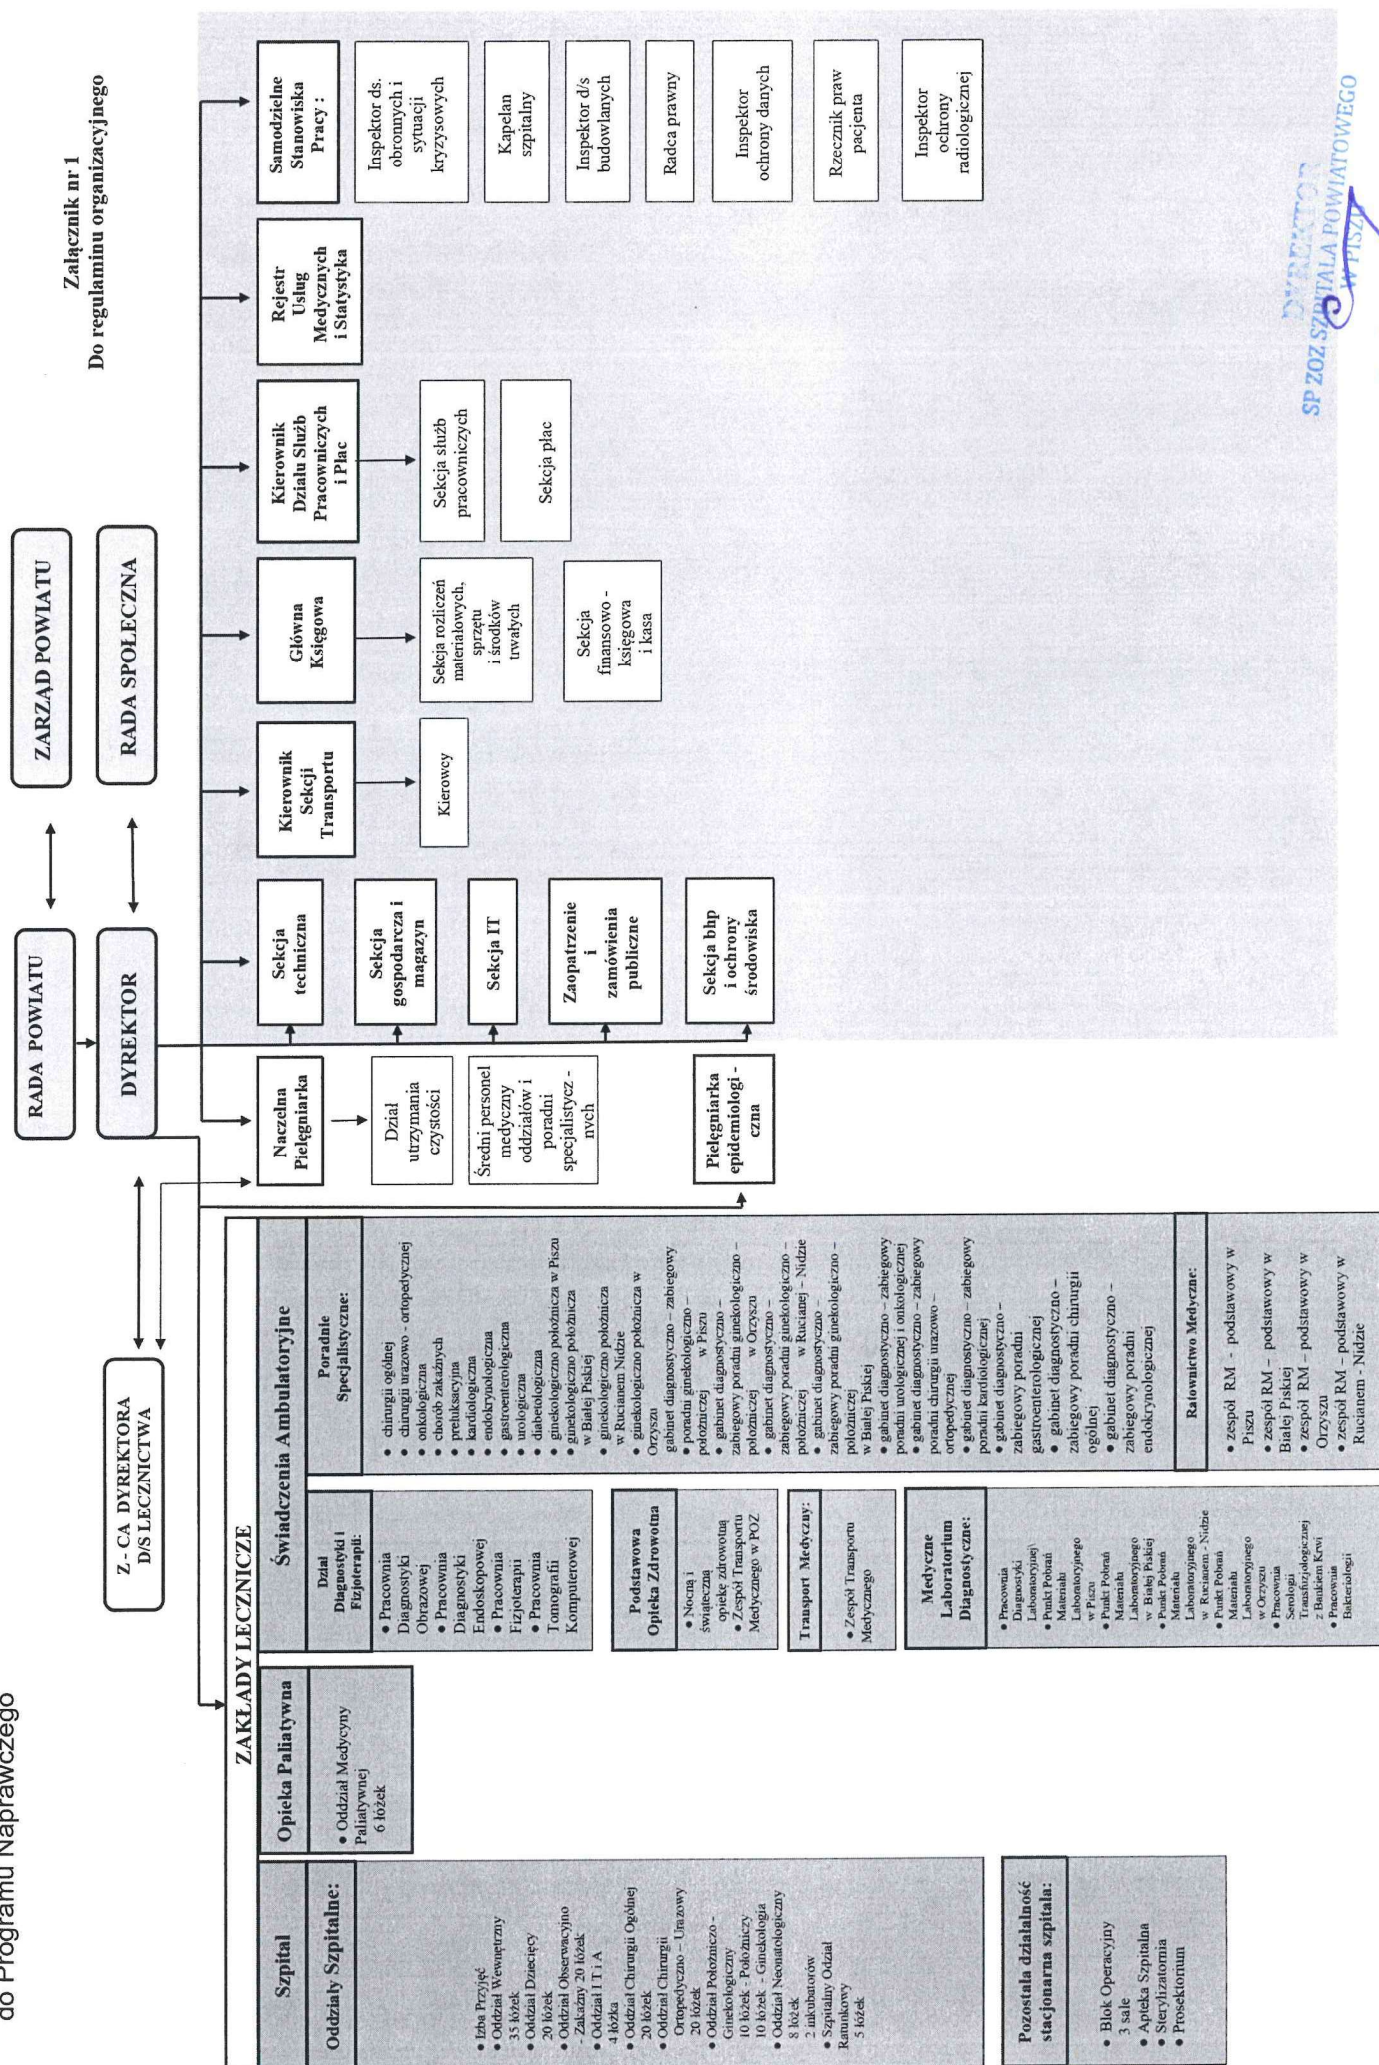 do Programu Naprawczego
Załącznik nr 1
Do regulaminu organizacyjnego
RADA POWIATU
ZARZĄD POWIATU
DYREKTOR
RADA SPOŁECZNA
Z - CA DYREKTORA
D/S LECZNICTWA
Naczelna
Pielęgniarka
Dział
utrzymania
czystości
Średni personel
medyczny
oddziałów i
poradni
specjalistycz -
nych
Pielęgniarka
epidemiologi -
czna
Sekcja
techniczna
Sekcja
gospodarcza i
magazyn
Sekcja IT
Zaopatrzenie
i
zamówienia
publiczne
Sekcja bhp
i ochrony
środowiska
Kierownik
Sekcji
Transportu
Kierowcy
Główna
Księgowa
Sekcja rozliczeń
materiałowych,
sprzętu
i środków
trwałych
Sekcja
finansowo -
księgowa
i kasa
Kierownik
Działu Służb
Pracowniczych
i Płac
Sekcja służb
pracowniczych
Sekcja płac
Rejestr
Usług
Medycznych
i Statystyka
Samodzielne
Stanowiska
Pracy :
Inspektor ds.
obronnych i
sytuacji
kryzysowych
Kapelan
szpitalny
Inspektor d/s
budowlanych
Radca prawny
Inspektor
ochrony danych
Rzecznik praw
pacjenta
Inspektor
ochrony
radiologicznej
ZAKŁADY LECZNICZE
Szpital
Oddziały Szpitalne:
• Izba Przyjęć
• Oddział Wewnętrzny
35 łóżek
• Oddział Dziecięcy
20 łóżek
• Oddział Obserwacyjno
- Zakaźny 20 łóżek
• Oddział I T i A
4 łóżka
• Oddział Chirurgii Ogólnej
20 łóżek
• Oddział Chirurgii
Ortopedyczno – Urazowy
20 łóżek
• Oddział Położniczo -
Ginekologiczny
10 łóżek - Położniczy
10 łóżek - Ginekologia
• Oddział Neonatologiczny
8 łóżek
2 inkubatorów
• Szpitalny Odział
Ratunkowy
5 łóżek
Pozostała działalność
stacjonarna szpitala:
• Blok Operacyjny
3 sale
• Apteka Szpitalna
• Sterylizatornia
• Prosektorium
Opieka Paliatywna
• Oddział Medycyny
Paliatywnej
6 łóżek
Świadczenia Ambulatoryjne
Dział
Diagnostyki i
Fizjoterapii:
• Pracownia
Diagnostyki
Obrazowej
• Pracownia
Diagnostyki
Endoskopowej
• Pracownia
Fizjoterapii
• Pracownia
Tomografii
Komputerowej
Podstawowa
Opieka Zdrowotna
• Nocną i
świąteczną
opiekę zdrowotną
• Zespół Transportu
Medycznego w POZ
Transport Medyczny:
• Zespół Transportu
Medycznego
Medyczne
Laboratorium
Diagnostyczne:
• Pracownia
Diagnostyki
Laboratoryjnej
• Punkt Pobrań
Materiału
Laboratoryjnego
w Piszu
• Punkt Pobrań
Materiału
Laboratoryjnego
w Białej Piskiej
• Punkt Pobrań
Materiału
Laboratoryjnego
w Rucianem - Nidzie
• Punkt Pobrań
Materiału
Laboratoryjnego
w Orzyszu
• Pracownia
Serologii
Transfuzjologicznej
z Bankiem Krwi
• Pracownia
Bakteriologii
Poradnie
Specjalistyczne:
• chirurgii ogólnej
• chirurgii urazowo - ortopedycznej
• onkologiczna
• chorób zakaźnych
• preluksacyjna
• kardiologiczna
• endokrynologiczna
• gastroenterologiczna
• urologiczna
• diabetologiczna
• ginekologiczno położnicza w Piszu
• ginekologiczno położnicza
w Białej Piskiej
• ginekologiczno położnicza
w Rucianem Nidzie
• ginekologiczno położnicza w
Orzyszu
gabinet diagnostyczno – zabiegowy
• poradni ginekologiczno –
położniczej w Piszu
• gabinet diagnostyczno –
zabiegowy poradni ginekologiczno –
położniczej w Orzyszu
• gabinet diagnostyczno –
zabiegowy poradni ginekologiczno –
położniczej w Rucianej – Nidzie
• gabinet diagnostyczno –
zabiegowy poradni ginekologiczno –
położniczej
w Białej Piskiej
• gabinet diagnostyczno – zabiegowy
poradni urologicznej i onkologicznej
• gabinet diagnostyczno – zabiegowy
poradni chirurgii urazowo –
ortopedycznej
• gabinet diagnostyczno – zabiegowy
poradni kardiologicznej
• gabinet diagnostyczno –
zabiegowy poradni
gastroenterologicznej
• gabinet diagnostyczno –
zabiegowy poradni chirurgii
ogólnej
• gabinet diagnostyczno –
zabiegowy poradni
endokrynologicznej
Ratownictwo Medyczne:
• zespół RM - podstawowy w
Piszu
• zespół RM – podstawowy w
Białej Piskiej
• zespół RM – podstawowy w
Orzyszu
• zespół RM – podstawowy w
Rucianem - Nidzie
DYREKTOR
SP ZOZ SZPITALA POWIATOWEGO
W PISZU